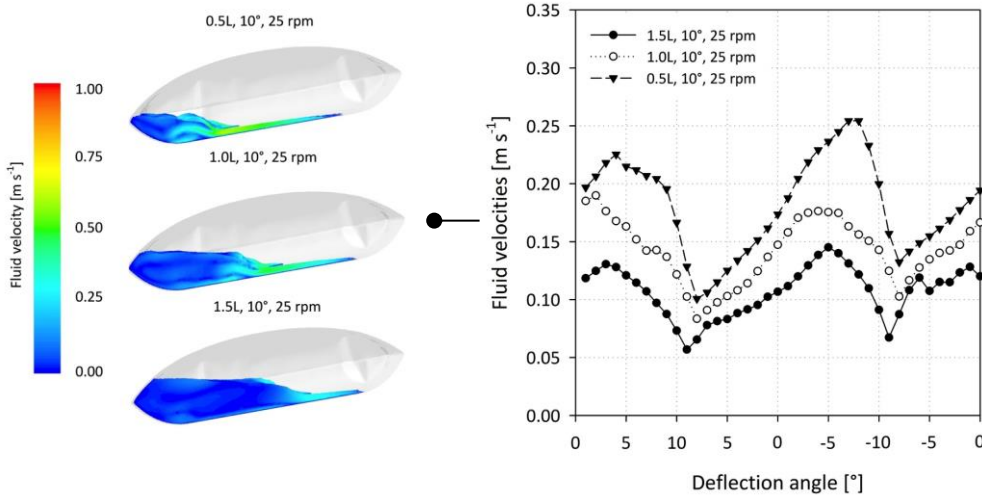 0.5L, 10°, 25 rpm
1.00
0.75
0.50
0.25
0.00
Fluid velocity [m s-1]
1.0L, 10°, 25 rpm
1.5L, 10°, 25 rpm
0.35
0.30
0.25
0.20
0.15
0.10
0.05
0.00
Fluid velocities [m s-1]
1.5L, 10°, 25 rpm
1.0L, 10°, 25 rpm
0.5L, 10°, 25 rpm
0 5 10 5 0 -5 -10 -5 0
Deflection angle [°]